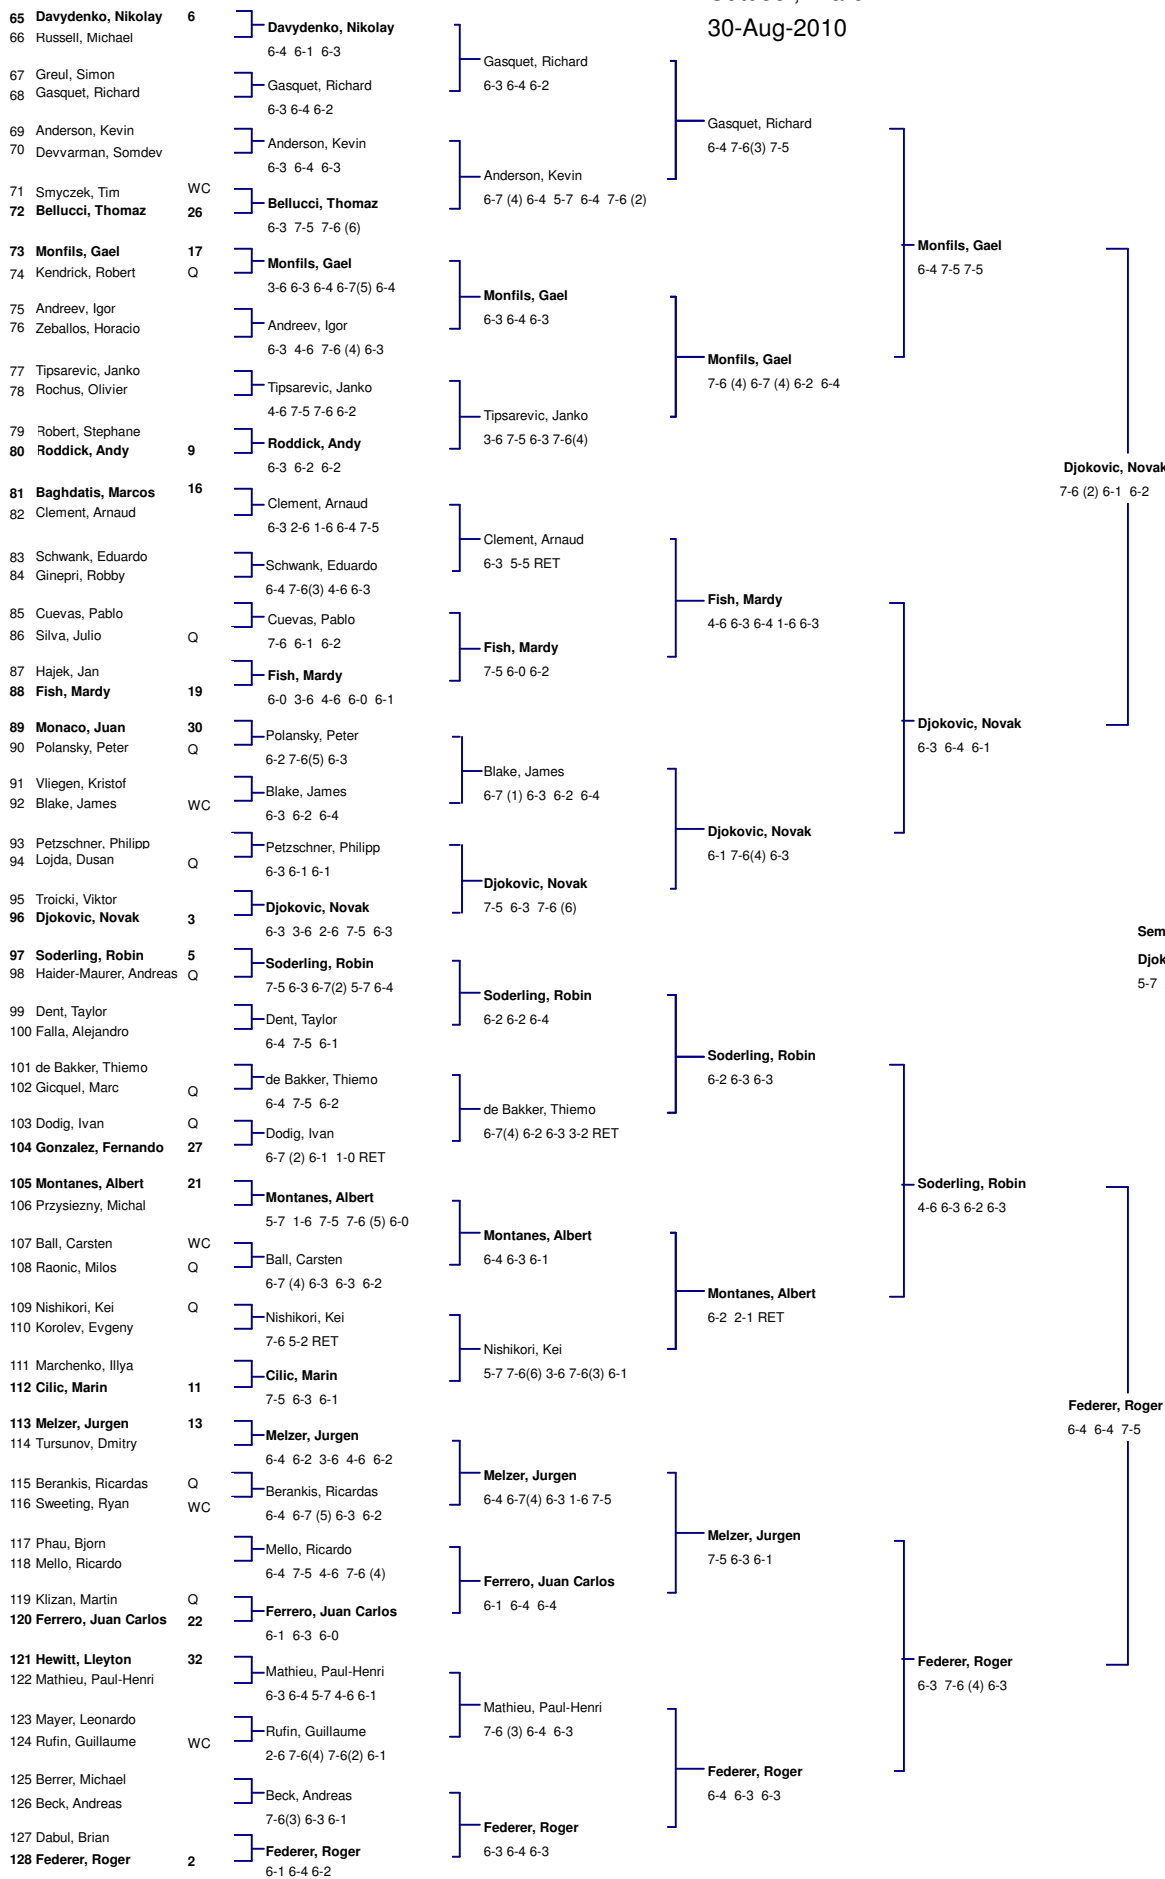 30-Aug-2010
65 Davydenko, Nikolay 6
66 Russell, Michael
67 Greul, Simon
68 Gasquet, Richard
69 Anderson, Kevin
70 Devvarman, Somdev
71 Smyczek, Tim WC
72 Bellucci, Thomaz 26
73 Monfils, Gael 17
74 Kendrick, Robert Q
75 Andreev, Igor
76 Zeballos, Horacio
77 Tipsarevic, Janko
78 Rochus, Olivier
79 Robert, Stephane
80 Roddick, Andy 9
81 Baghdatis, Marcos 16
82 Clement, Arnaud
83 Schwank, Eduardo
84 Ginepri, Robby
85 Cuevas, Pablo
86 Silva, Julio Q
87 Hajek, Jan
88 Fish, Mardy 19
89 Monaco, Juan 30
90 Polansky, Peter Q
91 Vliegen, Kristof
92 Blake, James WC
93 Petzschner, Philipp
94 Lojda, Dusan Q
95 Troicki, Viktor
96 Djokovic, Novak 3
97 Soderling, Robin 5
98 Haider-Maurer, Andreas Q
99 Dent, Taylor
100 Falla, Alejandro
101 de Bakker, Thiemo
102 Gicquel, Marc Q
103 Dodig, Ivan Q
104 Gonzalez, Fernando 27
105 Montanes, Albert 21
106 Przysiezny, Michal
107 Ball, Carsten WC
108 Raonic, Milos Q
109 Nishikori, Kei Q
110 Korolev, Evgeny
111 Marchenko, Illya
112 Cilic, Marin 11
113 Melzer, Jurgen 13
114 Tursunov, Dmitry
115 Berankis, Ricardas Q
116 Sweeting, Ryan WC
117 Phau, Bjorn
118 Mello, Ricardo
119 Klizan, Martin Q
120 Ferrero, Juan Carlos 22
121 Hewitt, Lleyton 32
122 Mathieu, Paul-Henri
123 Mayer, Leonardo
124 Rufin, Guillaume WC
125 Berrer, Michael
126 Beck, Andreas
127 Dabul, Brian
128 Federer, Roger 2
Davydenko, Nikolay
6-4 6-1 6-3
Gasquet, Richard
6-3 6-4 6-2
Anderson, Kevin
6-3 6-4 6-3
Bellucci, Thomaz
6-3 7-5 7-6 (6)
Monfils, Gael
3-6 6-3 6-4 6-7(5) 6-4
Andreev, Igor
6-3 4-6 7-6 (4) 6-3
Tipsarevic, Janko
4-6 7-5 7-6 6-2
Roddick, Andy
6-3 6-2 6-2
Clement, Arnaud
6-3 2-6 1-6 6-4 7-5
Schwank, Eduardo
6-4 7-6(3) 4-6 6-3
Cuevas, Pablo
7-6 6-1 6-2
Fish, Mardy
6-0 3-6 4-6 6-0 6-1
Polansky, Peter
6-2 7-6(5) 6-3
Blake, James
6-3 6-2 6-4
Petzschner, Philipp
6-3 6-1 6-1
Djokovic, Novak
6-3 3-6 2-6 7-5 6-3
Soderling, Robin
7-5 6-3 6-7(2) 5-7 6-4
Dent, Taylor
6-4 7-5 6-1
de Bakker, Thiemo
6-4 7-5 6-2
Dodig, Ivan
6-7 (2) 6-1 1-0 RET
Montanes, Albert
5-7 1-6 7-5 7-6 (5) 6-0
Ball, Carsten
6-7 (4) 6-3 6-3 6-2
Nishikori, Kei
7-6 5-2 RET
Cilic, Marin
7-5 6-3 6-1
Melzer, Jurgen
6-4 6-2 3-6 4-6 6-2
Berankis, Ricardas
6-4 6-7 (5) 6-3 6-2
Mello, Ricardo
6-4 7-5 4-6 7-6 (4)
Ferrero, Juan Carlos
6-1 6-3 6-0
Mathieu, Paul-Henri
6-3 6-4 5-7 4-6 6-1
Rufin, Guillaume
2-6 7-6(4) 7-6(2) 6-1
Beck, Andreas
7-6(3) 6-3 6-1
Federer, Roger
6-1 6-4 6-2
Gasquet, Richard
6-3 6-4 6-2
Anderson, Kevin
6-7 (4) 6-4 5-7 6-4 7-6 (2)
Monfils, Gael
6-3 6-4 6-3
Tipsarevic, Janko
3-6 7-5 6-3 7-6(4)
Clement, Arnaud
6-3 5-5 RET
Fish, Mardy
7-5 6-0 6-2
Blake, James
6-7 (1) 6-3 6-2 6-4
Djokovic, Novak
7-5 6-3 7-6 (6)
Soderling, Robin
6-2 6-2 6-4
de Bakker, Thiemo
6-7(4) 6-2 6-3 3-2 RET
Montanes, Albert
6-4 6-3 6-1
Nishikori, Kei
5-7 7-6(6) 3-6 7-6(3) 6-1
Melzer, Jurgen
6-4 6-7(4) 6-3 1-6 7-5
Ferrero, Juan Carlos
6-1 6-4 6-4
Mathieu, Paul-Henri
7-6 (3) 6-4 6-3
Federer, Roger
6-3 6-4 6-3
Gasquet, Richard
6-4 7-6(3) 7-5
Monfils, Gael
7-6 (4) 6-7 (4) 6-2 6-4
Fish, Mardy
4-6 6-3 6-4 1-6 6-3
Djokovic, Novak
6-1 7-6(4) 6-3
Soderling, Robin
6-2 6-3 6-3
Montanes, Albert
6-2 2-1 RET
Melzer, Jurgen
7-5 6-3 6-1
Federer, Roger
6-4 6-3 6-3
Monfils, Gael
6-4 7-5 7-5
Djokovic, Novak
6-3 6-4 6-1
Soderling, Robin
4-6 6-3 6-2 6-3
Federer, Roger
6-3 7-6 (4) 6-3
Djokovic, Novak
7-6 (2) 6-1 6-2
Federer, Roger
6-4 6-4 7-5
Sem
Djok
5-7